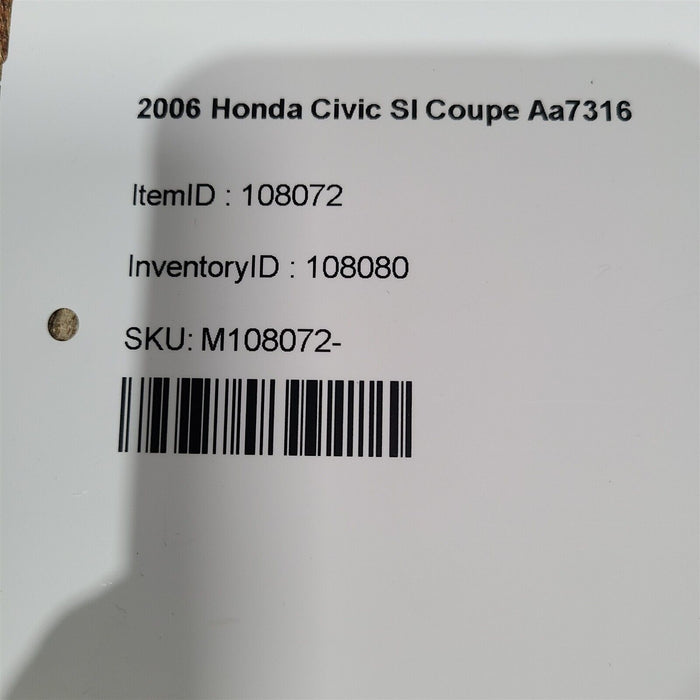 2006 Honda Civic SI Coupe Aa7316
ItemID : 108072
InventoryID : 108080
SKU: M108072-